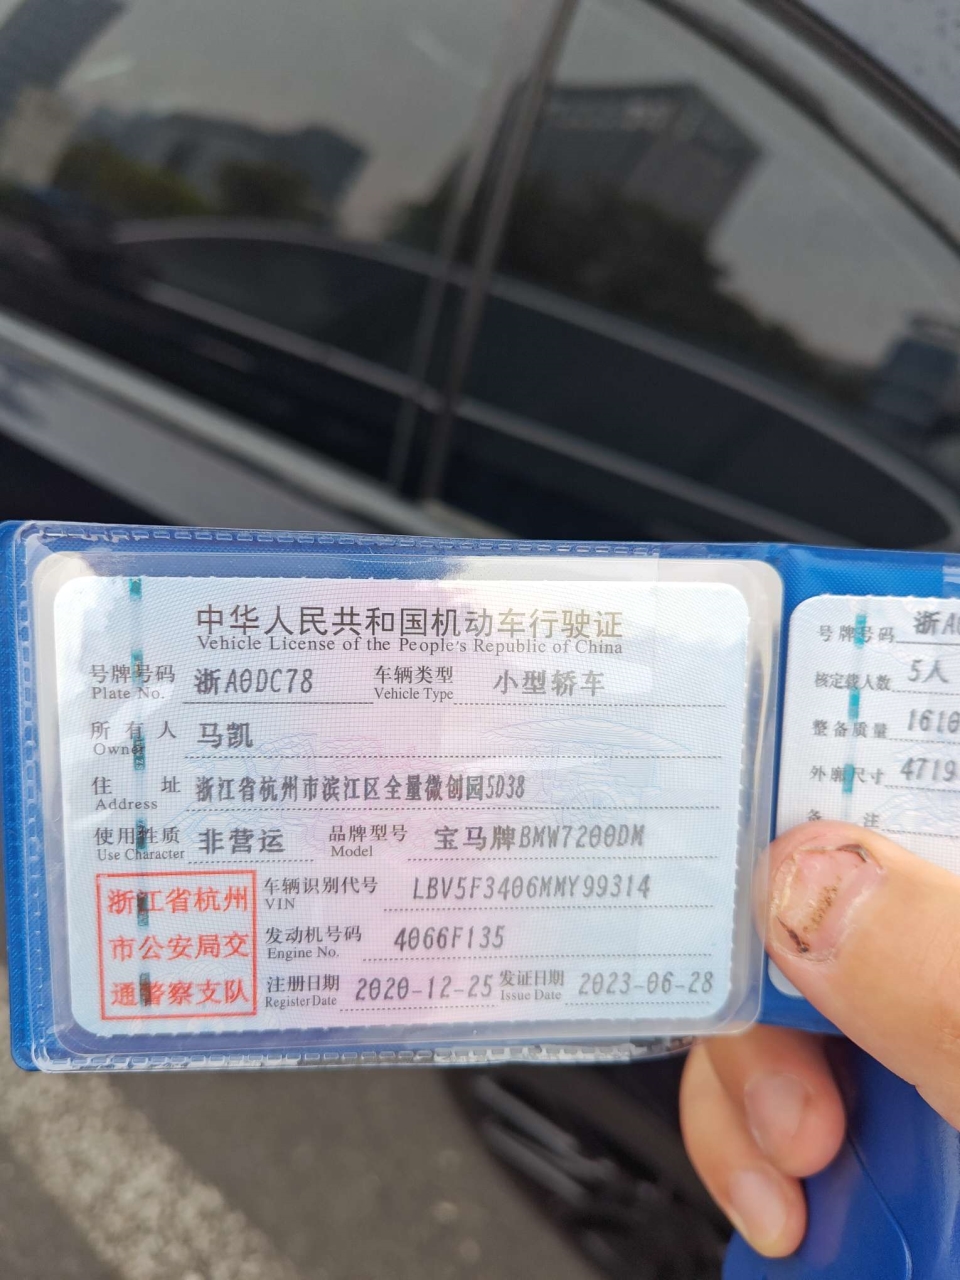 中华人民共和国机动车行驶证
Vehicle License of the People's Republic of China
号牌号码 浙A0DC78 车辆类型 小型轿车
Plate No. Vehicle Type
所有人 马凯
Owner
住址 浙江省杭州市滨江区全量微创园5D38
Address
使用性质 非营运 品牌型号 宝马牌BMW7200DM
Use Character Model
浙江省杭州
市公安局交
通警察支队
车辆识别代号 LBV5F3406MMY99314
VIN
发动机号码 4066F135
Engine No.
注册日期 2020-12-25 发证日期 2023-06-28
Register Date Issue Date
号牌号码 浙A0
核定载人数 5人
整备质量 1610
外廓尺寸 4719
备注